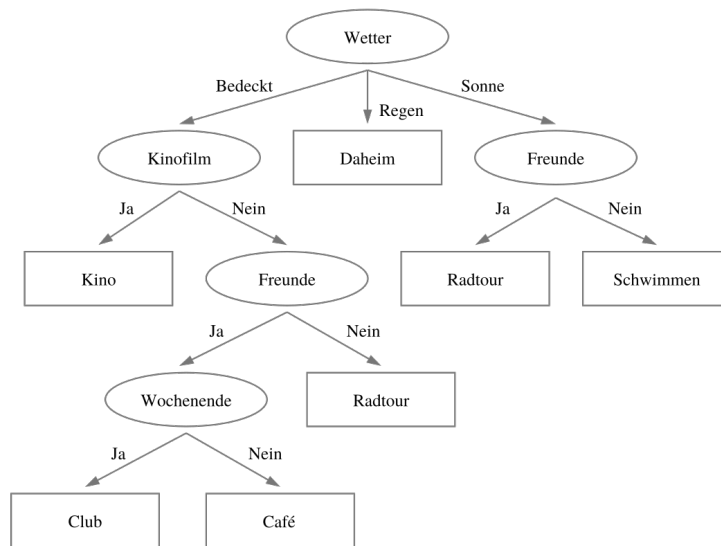 Wetter
Bedeckt
Regen
Sonne
Kinofilm
Daheim
Freunde
Ja
Nein
Ja
Nein
Kino
Freunde
Radtour
Schwimmen
Ja
Nein
Wochenende
Radtour
Ja
Nein
Club
Café